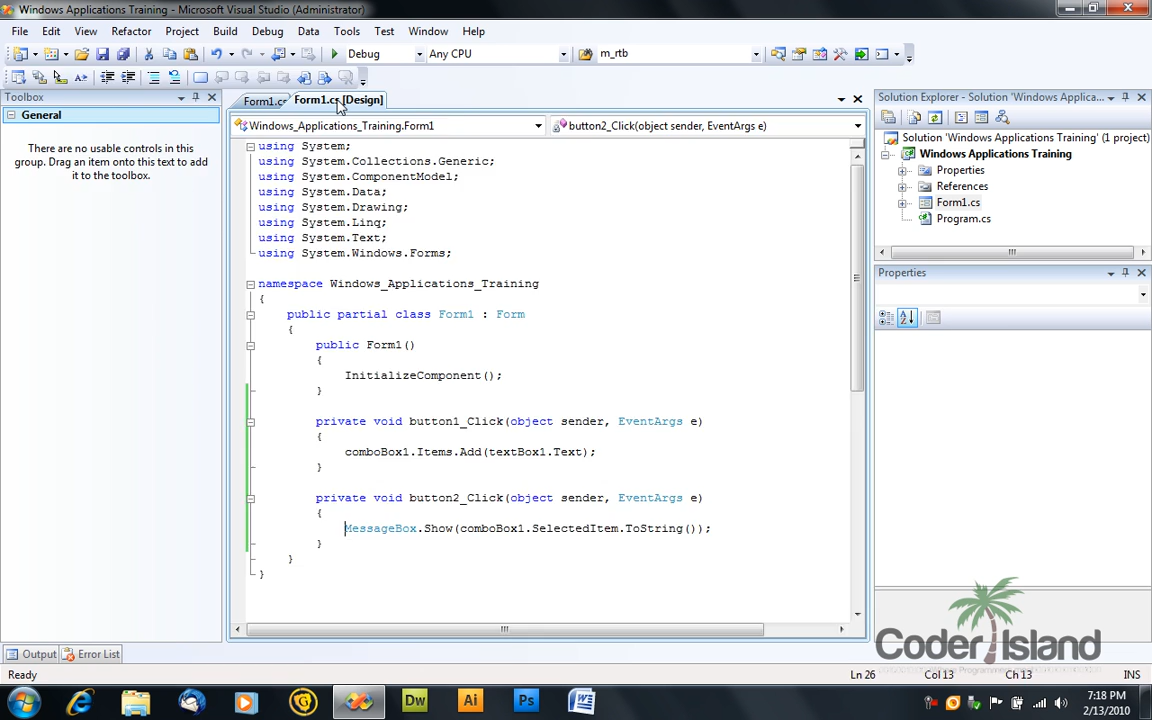 Windows Applications Training - Microsoft Visual Studio (Administrator)
File Edit View Refactor Project Build Debug Data Tools Test Window Help
Debug Any CPU m_rtb
Toolbox
General
There are no usable controls in this
group. Drag an item onto this text to add
it to the toolbox.
Form1.cs Form1.cs [Design]
Windows_Applications_Training.Form1 button2_Click(object sender, EventArgs e)
using System;
using System.Collections.Generic;
using System.ComponentModel;
using System.Data;
using System.Drawing;
using System.Linq;
using System.Text;
using System.Windows.Forms;
namespace Windows_Applications_Training
{
public partial class Form1 : Form
{
public Form1()
{
InitializeComponent();
}
private void button1_Click(object sender, EventArgs e)
{
comboBox1.Items.Add(textBox1.Text);
}
private void button2_Click(object sender, EventArgs e)
{
MessageBox.Show(comboBox1.SelectedItem.ToString());
}
}
}
Solution Explorer - Solution 'Windows Ap...
Solution 'Windows Applications Training' (1 project)
Windows Applications Training
Properties
References
Form1.cs
Program.cs
Properties
Coder Island
Output Error List
Ready Ln 26 Col 13 Ch 13 INS
Dw Ai Ps
7:18 PM
2/13/2010